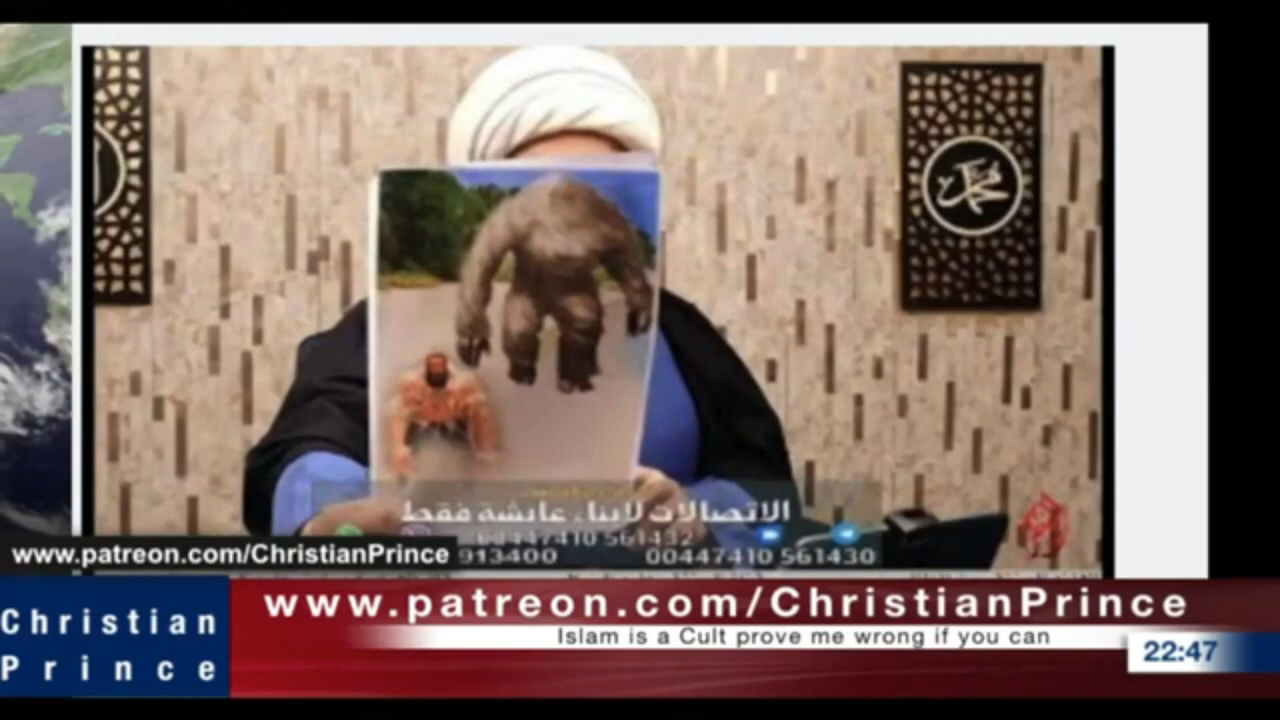 محمد
الاتصالات لابناء عايشة فقط
00447410 561432
913400
00447410 561430
www.patreon.com/ChristianPrince
www.patreon.com/ChristianPrince
Christian
Prince
Islam is a Cult prove me wrong if you can
22:47